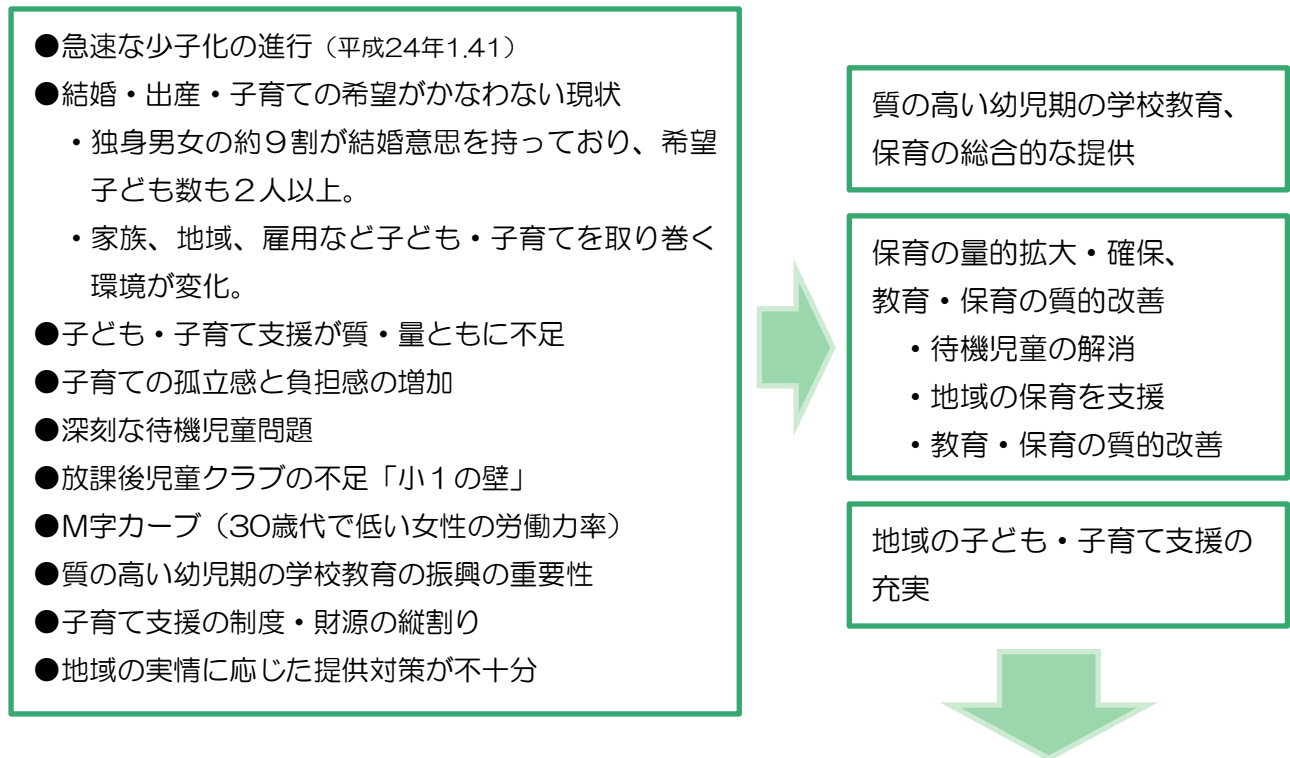 ●急速な少子化の進行（平成24年1.41）
●結婚・出産・子育ての希望がかなわない現状
・独身男女の約９割が結婚意思を持っており、希望
子ども数も２人以上。
・家族、地域、雇用など子ども・子育てを取り巻く
環境が変化。
●子ども・子育て支援が質・量ともに不足
●子育ての孤立感と負担感の増加
●深刻な待機児童問題
●放課後児童クラブの不足「小１の壁」
●M字カーブ（30歳代で低い女性の労働力率）
●質の高い幼児期の学校教育の振興の重要性
●子育て支援の制度・財源の縦割り
●地域の実情に応じた提供対策が不十分
質の高い幼児期の学校教育、
保育の総合的な提供
保育の量的拡大・確保、
教育・保育の質的改善
・待機児童の解消
・地域の保育を支援
・教育・保育の質的改善
地域の子ども・子育て支援の
充実